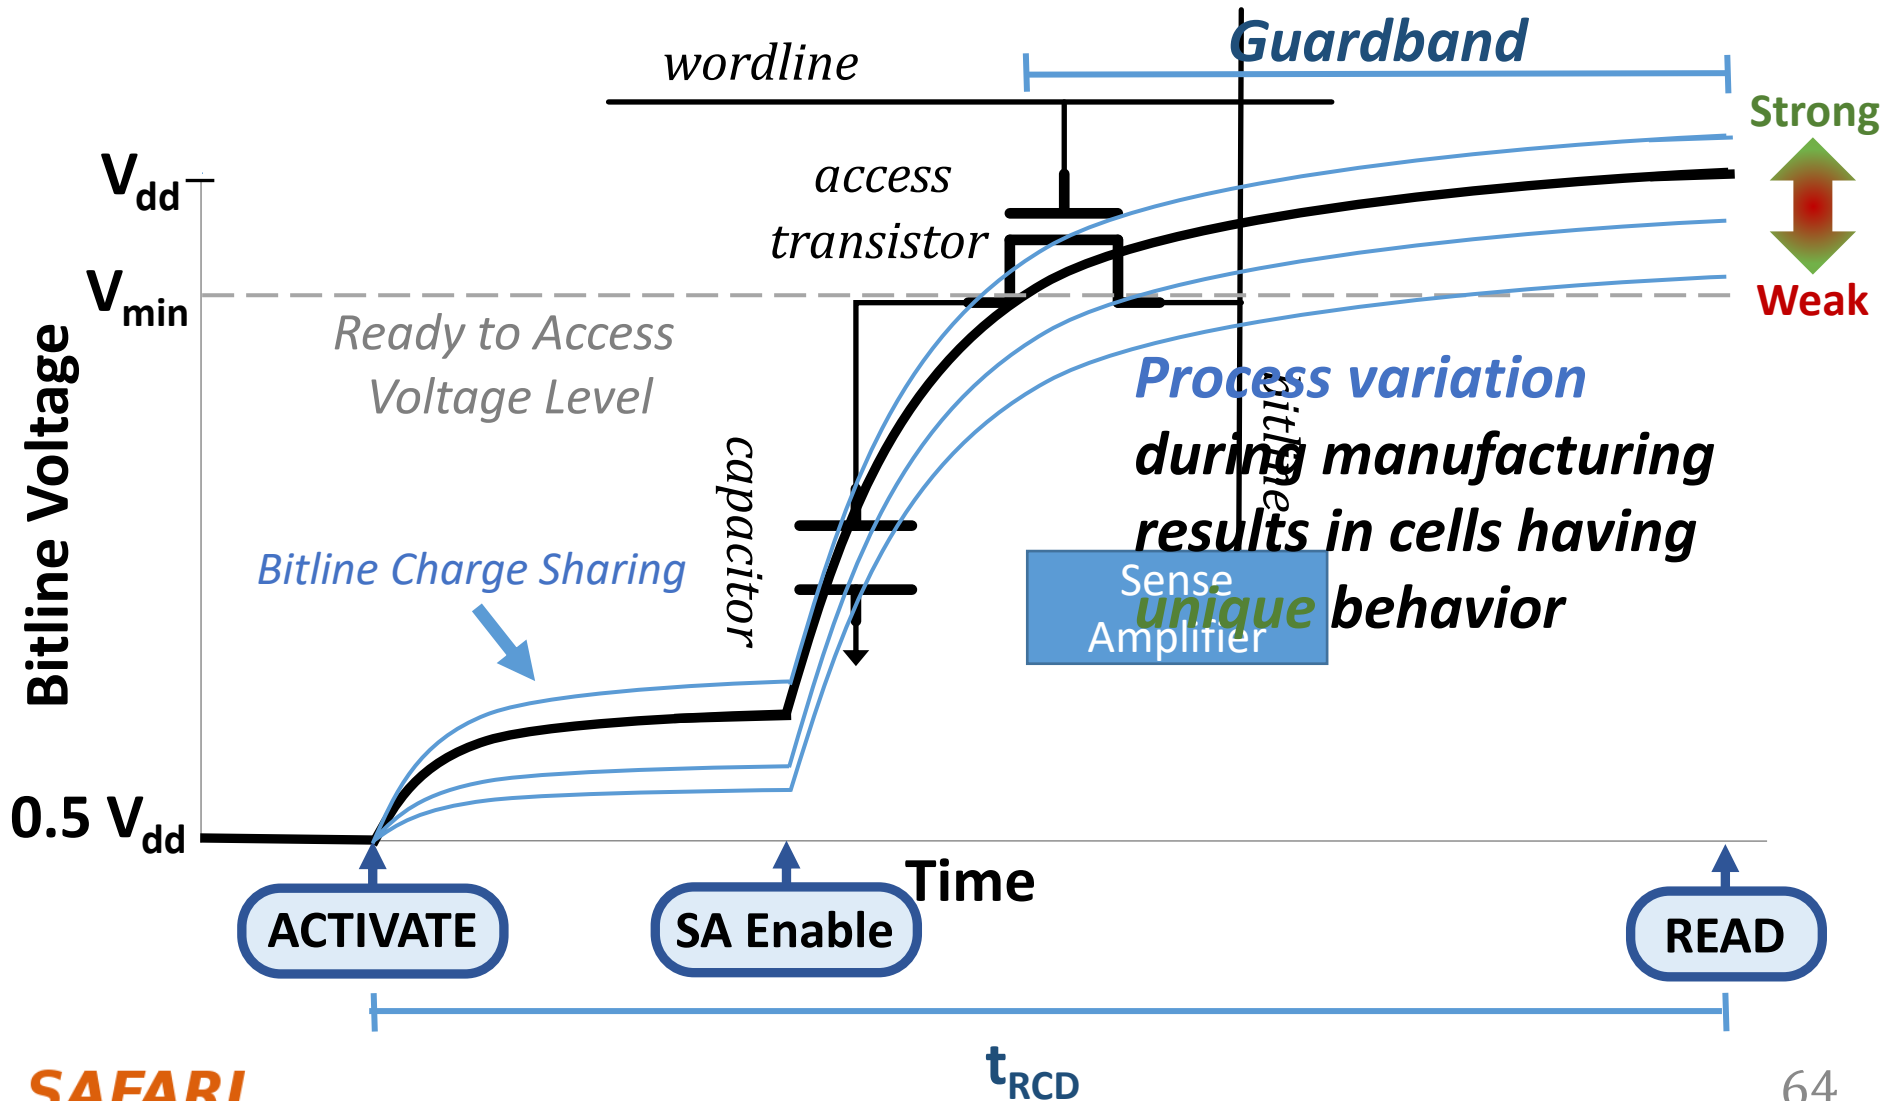 Guardband
wordline
Strong
access
transistor
Vdd
Vmin
Weak
Ready to Access
Voltage Level
Bitline Voltage
Process variation
during manufacturing
results in cells having
unique behavior
bitline
capacitor
Bitline Charge Sharing
Sense
Amplifier
0.5 Vdd
Time
ACTIVATE
SA Enable
READ
tRCD
SAFARI
64